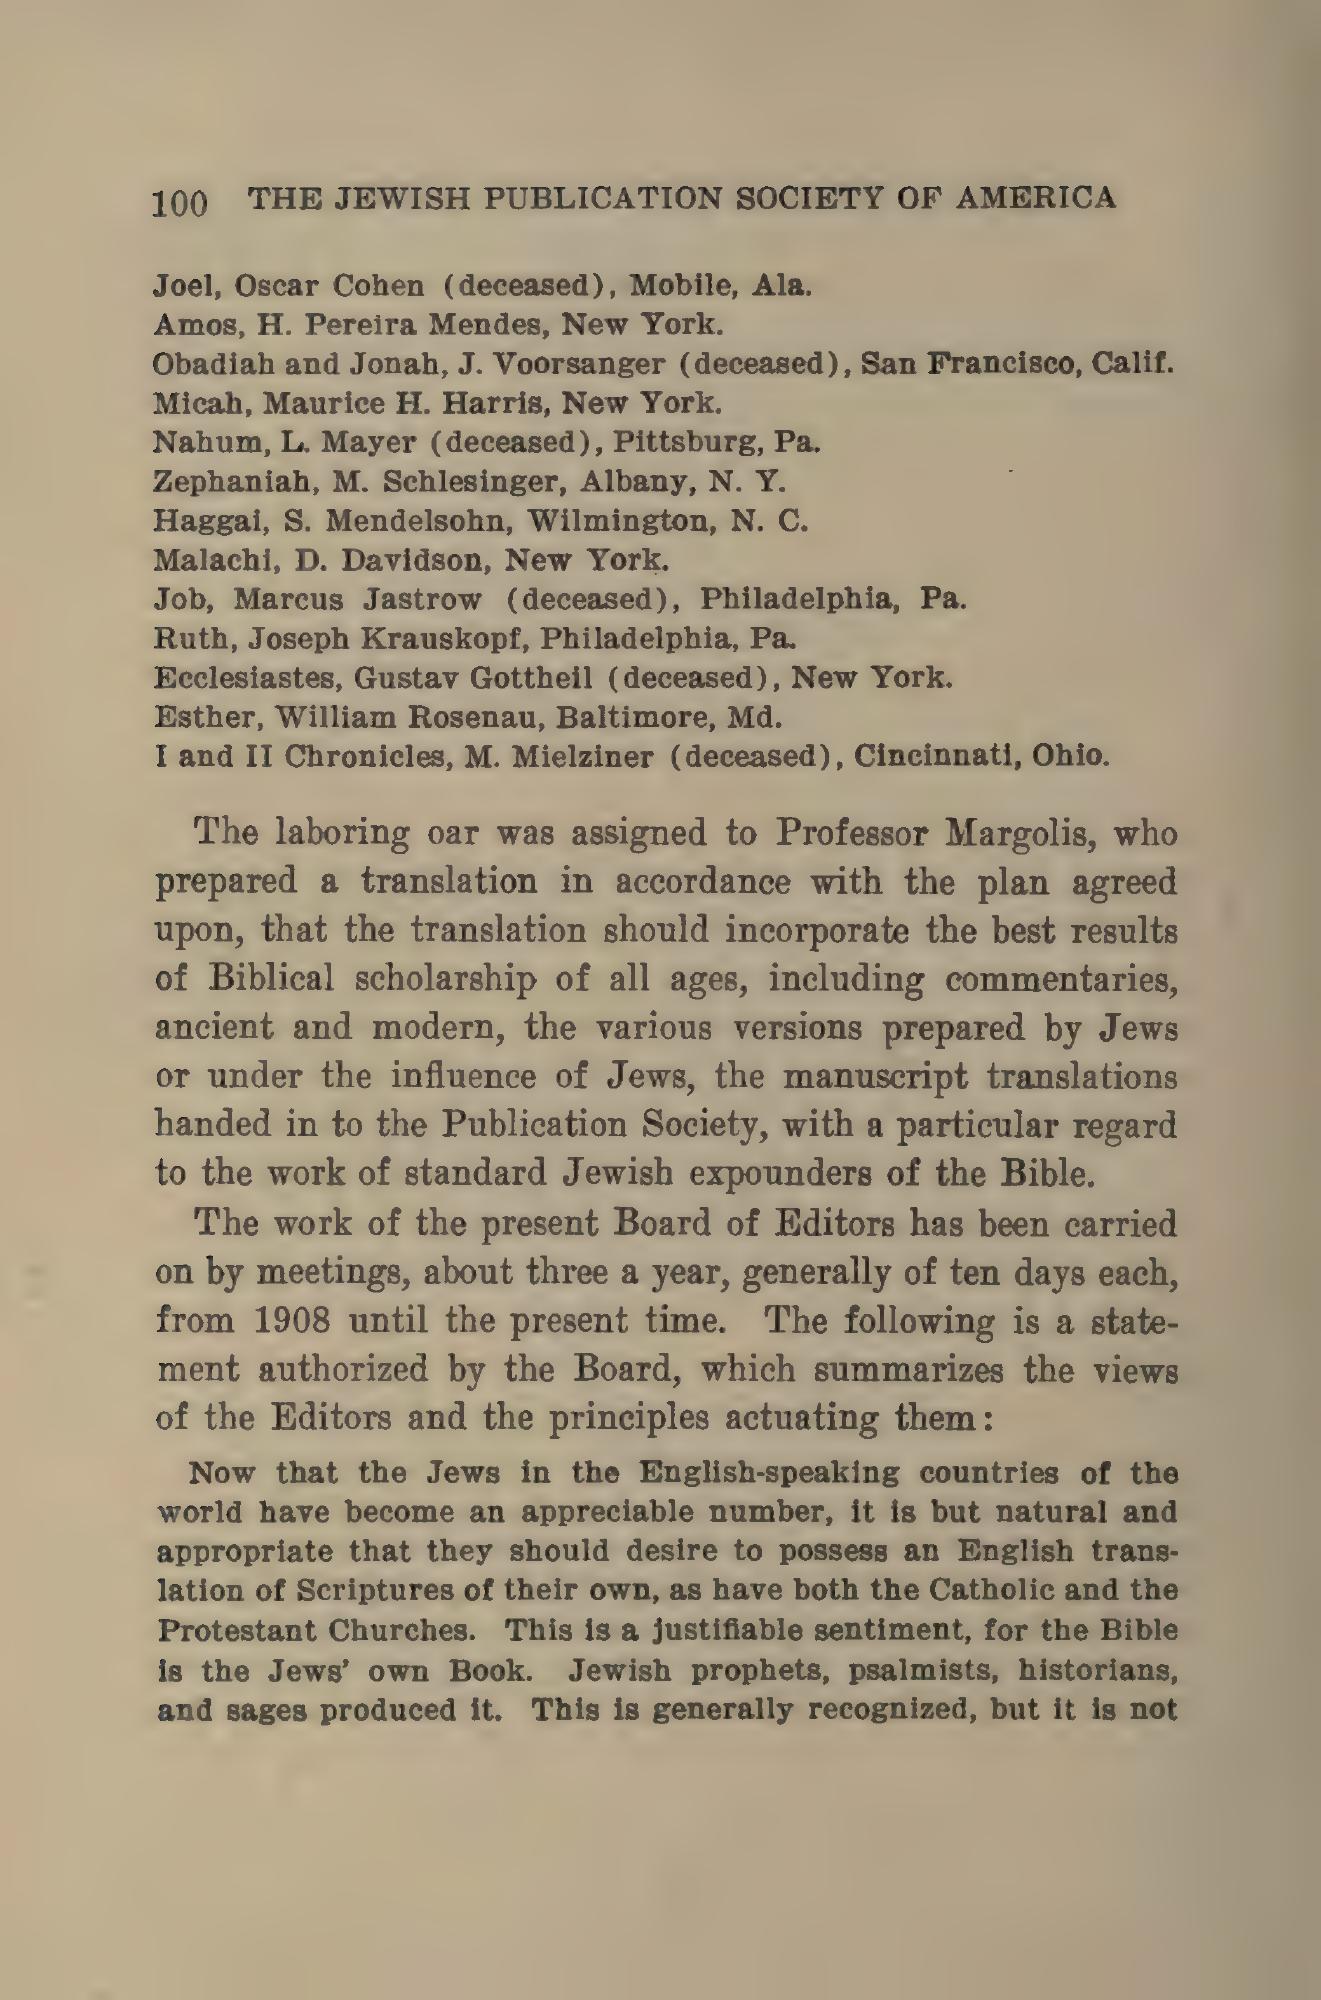 100 THE JEWISH PUBLICATION SOCIETY OF AMERICA
Joel, Oscar Cohen (deceased), Mobile, Ala.
Amos, H. Pereira Mendes, New York.
Obadiah and Jonah, J. Voorsanger (deceased), San Francisco, Calif.
Micah, Maurice H. Harris, New York.
Nahum, L. Mayer (deceased), Pittsburg, Pa.
Zephaniah, M. Schlesinger, Albany, N. Y.
Haggai, S. Mendelsohn, Wilmington, N. C.
Malachi, D. Davidson, New York.
Job, Marcus Jastrow (deceased), Philadelphia, Pa.
Ruth, Joseph Krauskopf, Philadelphia, Pa.
Ecclesiastes, Gustav Gottheil (deceased), New York.
Esther, William Rosenau, Baltimore, Md.
I and II Chronicles, M. Mielziner (deceased), Cincinnati, Ohio.
The laboring oar was assigned to Professor Margolis, who
prepared a translation in accordance with the plan agreed
upon, that the translation should incorporate the best results
of Biblical scholarship of all ages, including commentaries,
ancient and modern, the various versions prepared by Jews
or under the influence of Jews, the manuscript translations
handed in to the Publication Society, with a particular regard
to the work of standard Jewish expounders of the Bible.
The work of the present Board of Editors has been carried
on by meetings, about three a year, generally of ten days each,
from 1908 until the present time. The following is a state-
ment authorized by the Board, which summarizes the views
of the Editors and the principles actuating them:
Now that the Jews in the English-speaking countries of the
world have become an appreciable number, it is but natural and
appropriate that they should desire to possess an English trans-
lation of Scriptures of their own, as have both the Catholic and the
Protestant Churches. This is a justifiable sentiment, for the Bible
is the Jews' own Book. Jewish prophets, psalmists, historians,
and sages produced it. This is generally recognized, but it is not